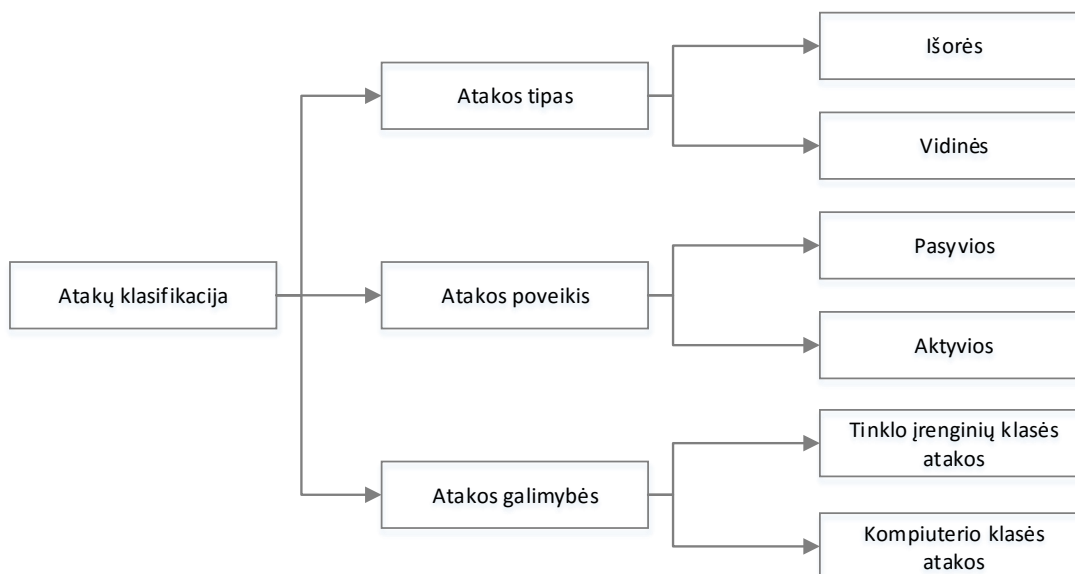 Atakų klasifikacija
Atakos tipas
Išorės
Vidinės
Atakos poveikis
Pasyvios
Aktyvios
Atakos galimybės
Tinklo įrenginių klasės
atakos
Kompiuterio klasės
atakos